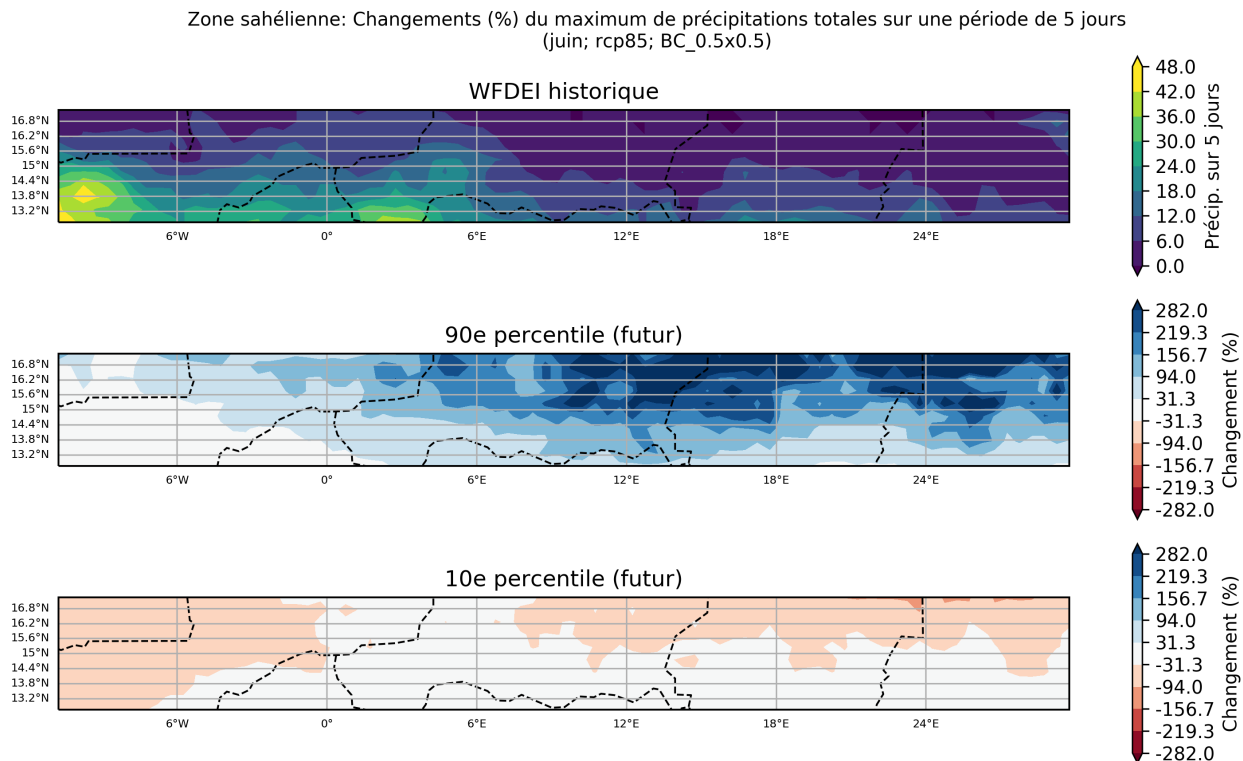 Zone sahélienne: Changements (%) du maximum de précipitations totales sur une période de 5 jours
(juin; rcp85; BC_0.5x0.5)
WFDEI historique
16.8°N
16.2°N
15.6°N
15°N
14.4°N
13.8°N
13.2°N
6°W
0°
6°E
12°E
18°E
24°E
48.0
42.0
36.0
30.0
24.0
18.0
12.0
6.0
0.0
Précip. sur 5 jours
90e percentile (futur)
16.8°N
16.2°N
15.6°N
15°N
14.4°N
13.8°N
13.2°N
6°W
0°
6°E
12°E
18°E
24°E
282.0
219.3
156.7
94.0
31.3
-31.3
-94.0
-156.7
-219.3
-282.0
Changement (%)
10e percentile (futur)
16.8°N
16.2°N
15.6°N
15°N
14.4°N
13.8°N
13.2°N
6°W
0°
6°E
12°E
18°E
24°E
282.0
219.3
156.7
94.0
31.3
-31.3
-94.0
-156.7
-219.3
-282.0
Changement (%)